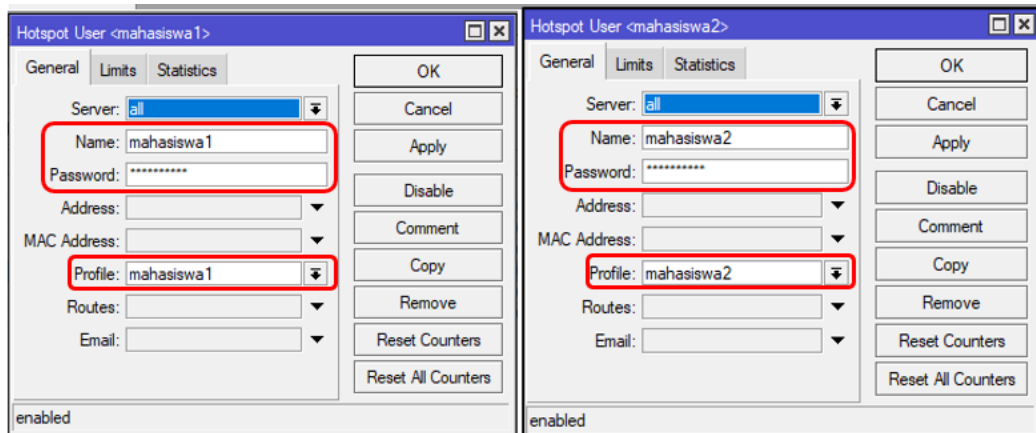 Hotspot User <mahasiswa1>
General Limits Statistics
Server: all
Name: mahasiswa1
Password: **********
Address:
MAC Address:
Profile: mahasiswa1
Routes:
Email:
OK
Cancel
Apply
Disable
Comment
Copy
Remove
Reset Counters
Reset All Counters
enabled
Hotspot User <mahasiswa2>
General Limits Statistics
Server: all
Name: mahasiswa2
Password: **********
Address:
MAC Address:
Profile: mahasiswa2
Routes:
Email:
OK
Cancel
Apply
Disable
Comment
Copy
Remove
Reset Counters
Reset All Counters
enabled